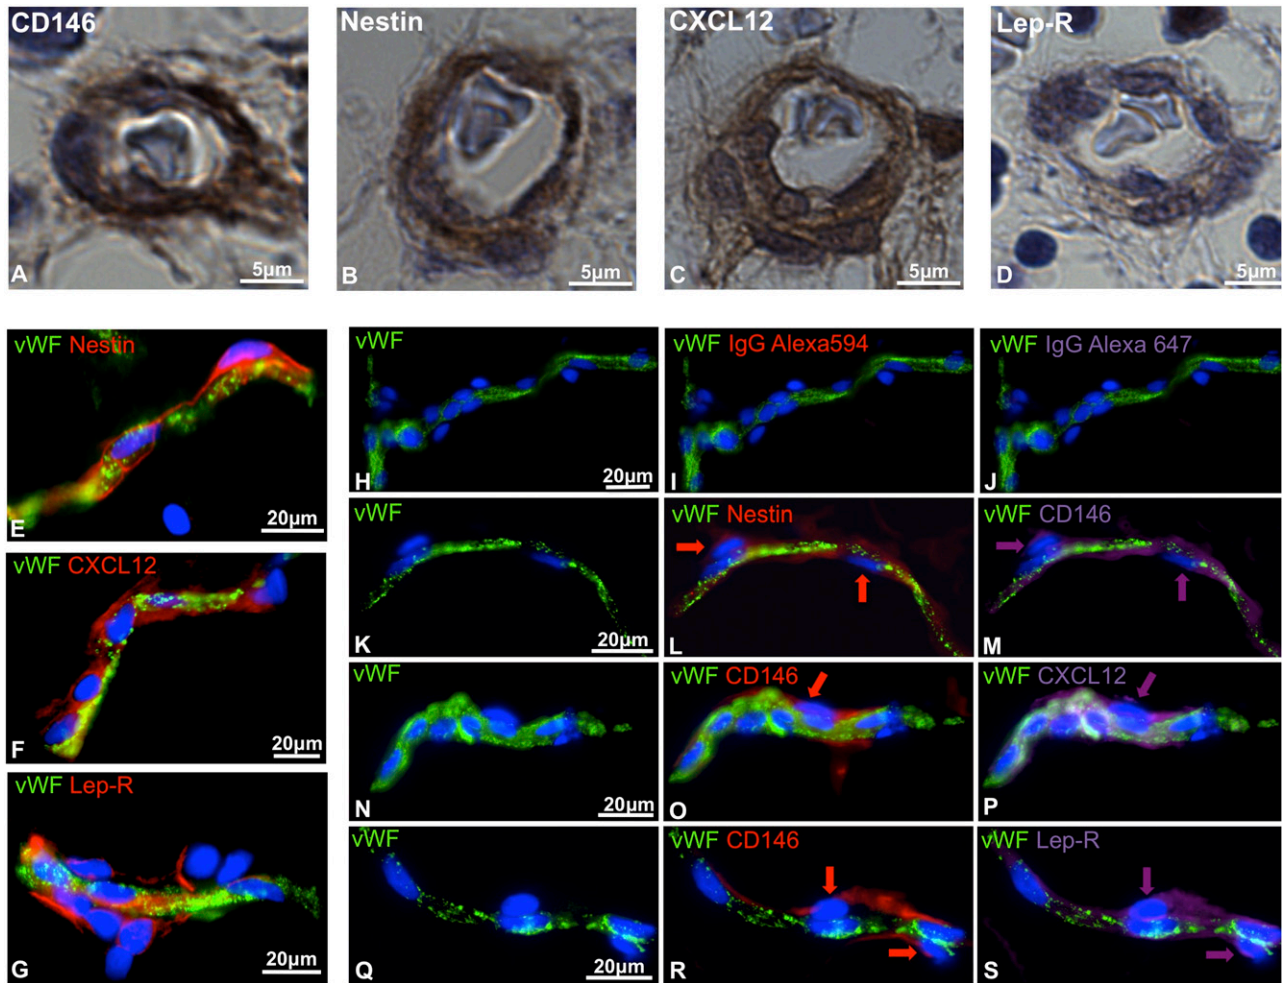 CD146
Nestin
CXCL12
Lep-R
A
5µm
B
5µm
C
5µm
D
5µm
vWF Nestin
E
20µm
vWF
H
20µm
vWF IgG Alexa594
I
vWF IgG Alexa 647
J
vWF
K
20µm
vWF Nestin
L
vWF CD146
M
vWF CXCL12
F
20µm
vWF
N
20µm
vWF CD146
O
vWF CXCL12
P
vWF Lep-R
G
20µm
vWF
Q
20µm
vWF CD146
R
vWF Lep-R
S